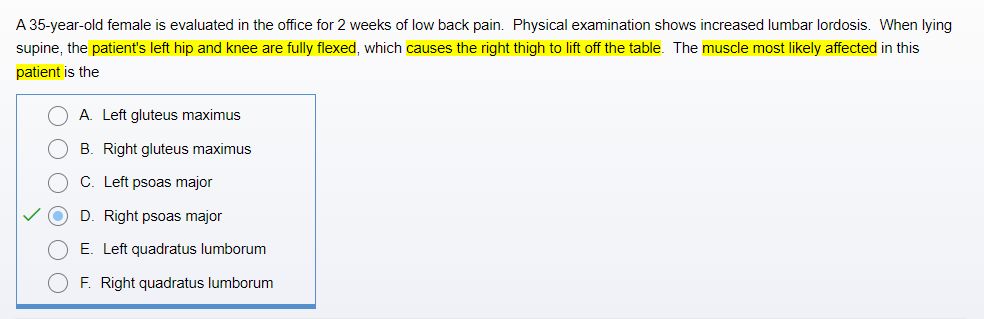 A 35-year-old female is evaluated in the office for 2 weeks of low back pain. Physical examination shows increased lumbar lordosis. When lying
supine, the patient's left hip and knee are fully flexed, which causes the right thigh to lift off the table. The muscle most likely affected in this
patient is the
A. Left gluteus maximus
B. Right gluteus maximus
C. Left psoas major
D. Right psoas major
E. Left quadratus lumborum
F. Right quadratus lumborum